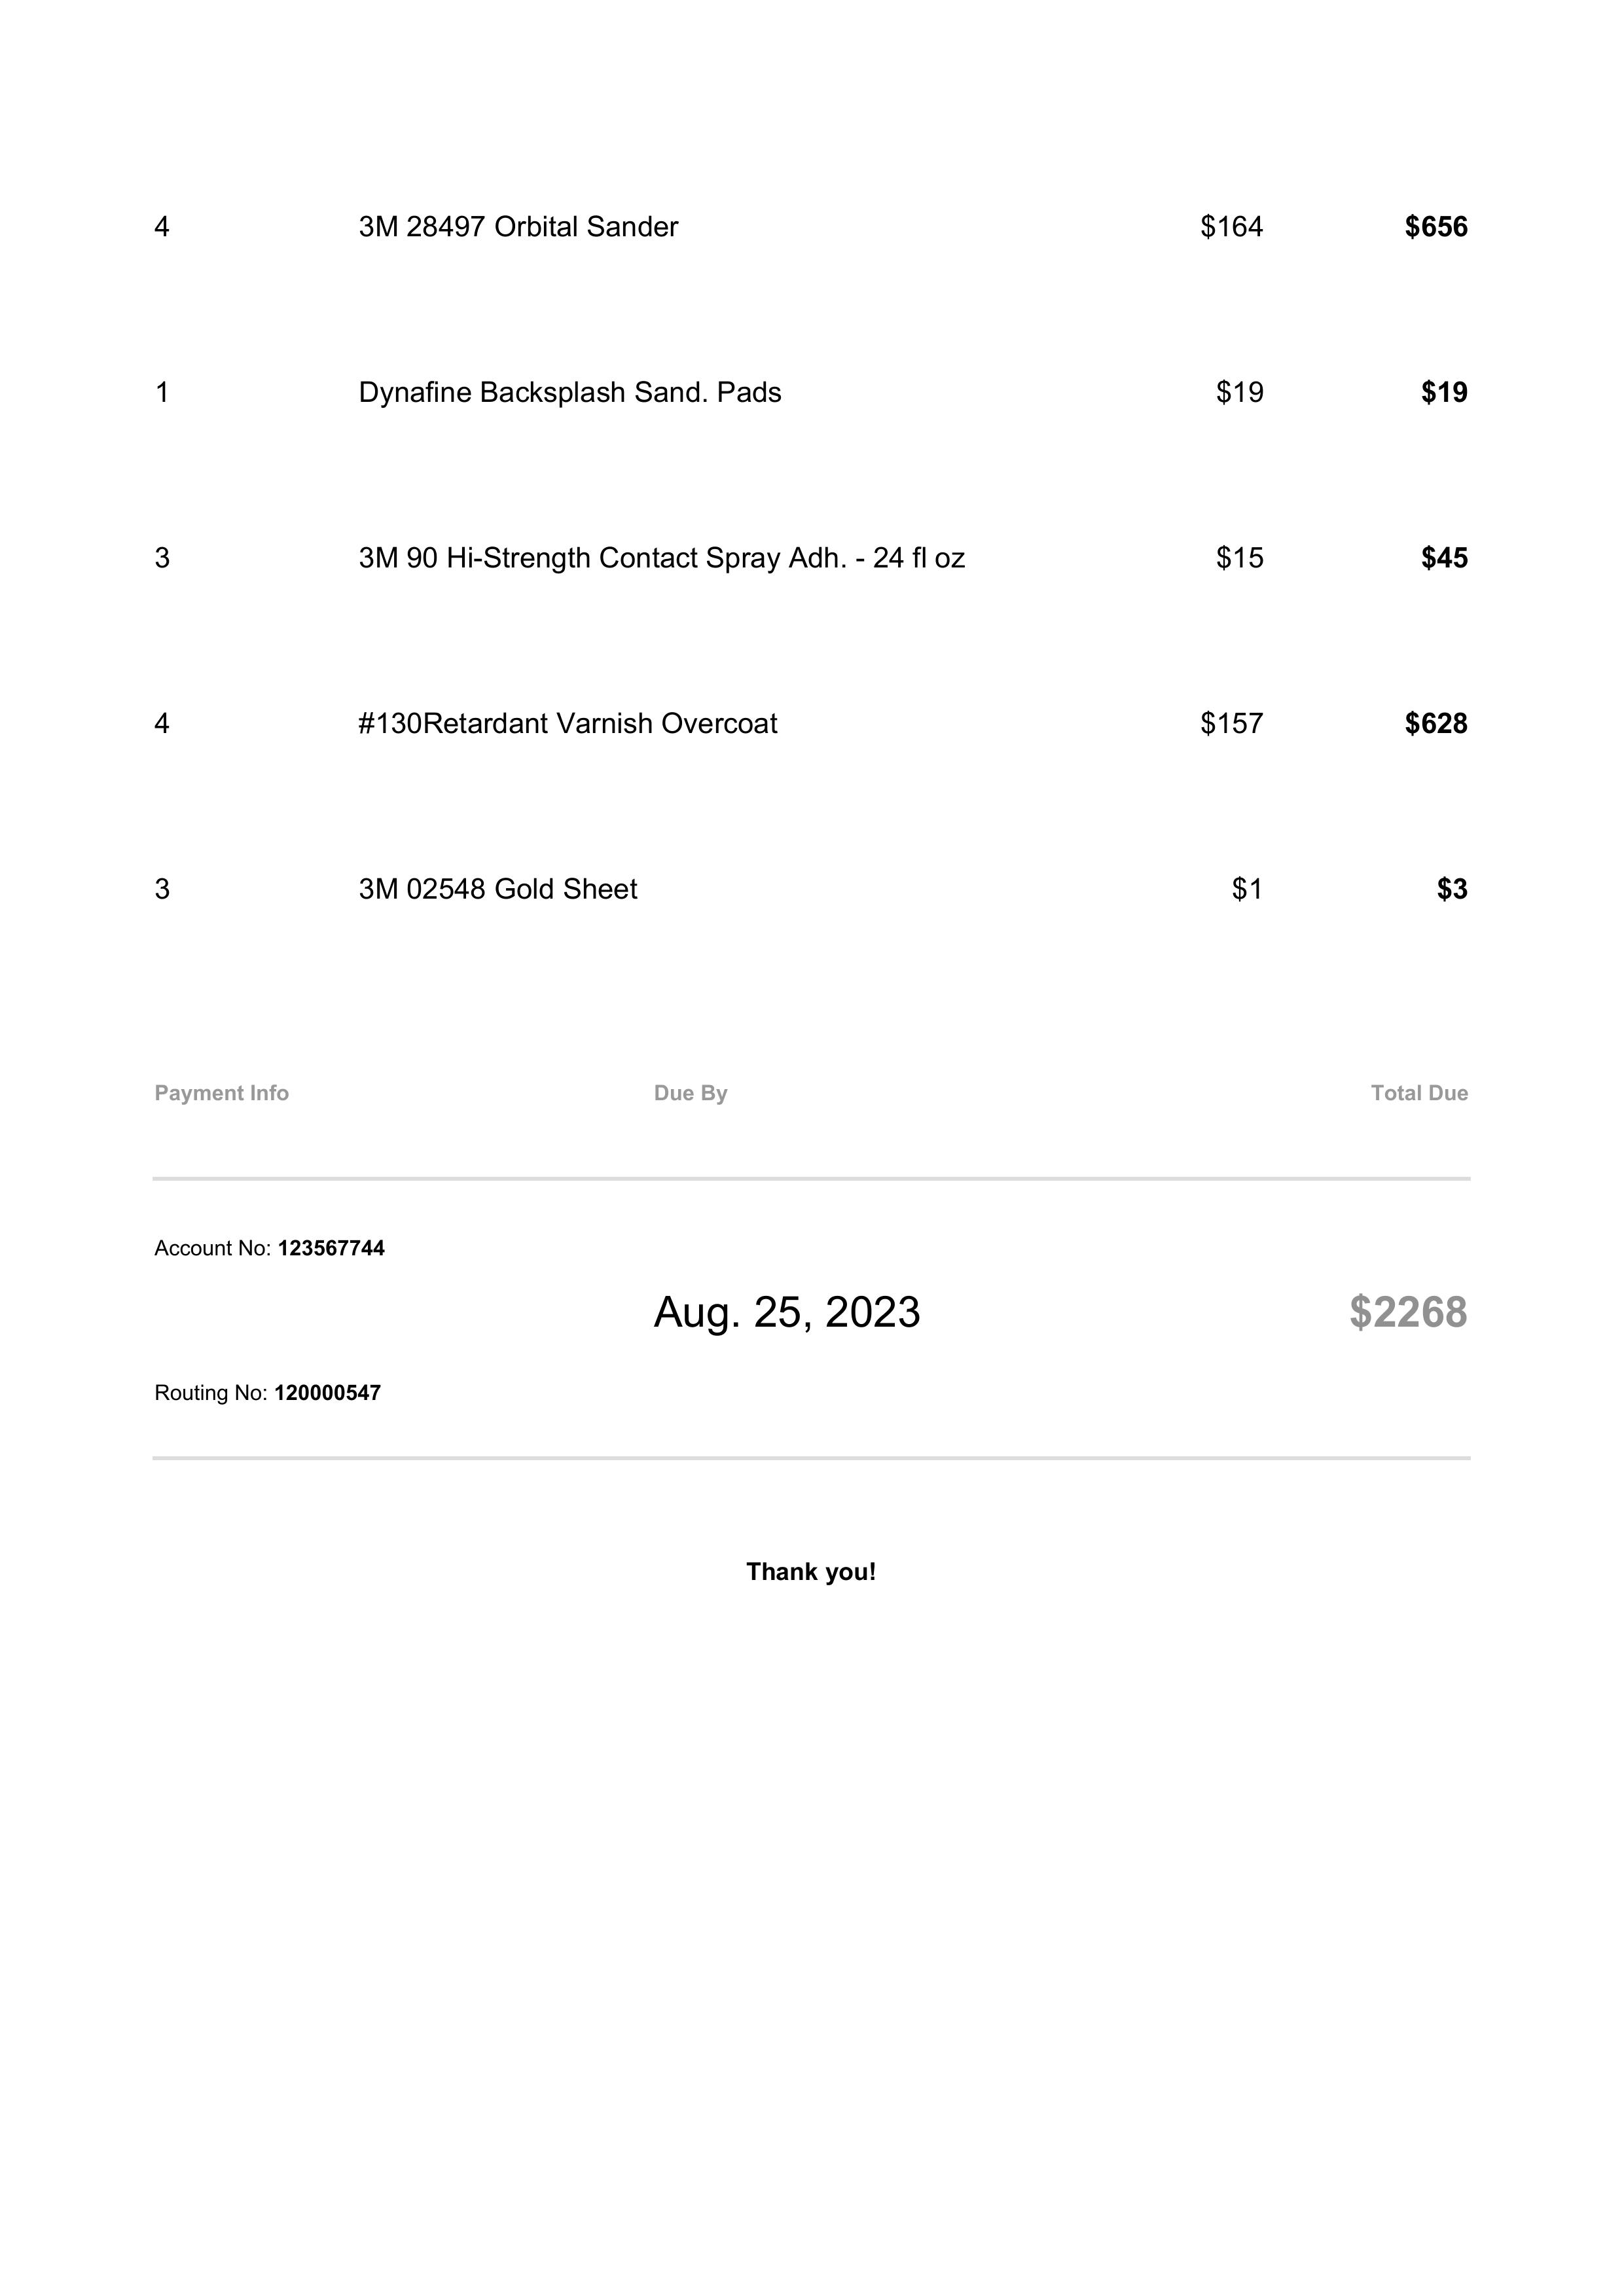 4 3M 28497 Orbital Sander $164 $656
1 Dynafine Backsplash Sand. Pads $19 $19
3 3M 90 Hi-Strength Contact Spray Adh. - 24 fl oz $15 $45
4 #130Retardant Varnish Overcoat $157 $628
3 3M 02548 Gold Sheet $1 $3
Payment Info Due By Total Due
Account No: 123567744
Aug. 25, 2023 $2268
Routing No: 120000547
Thank you!